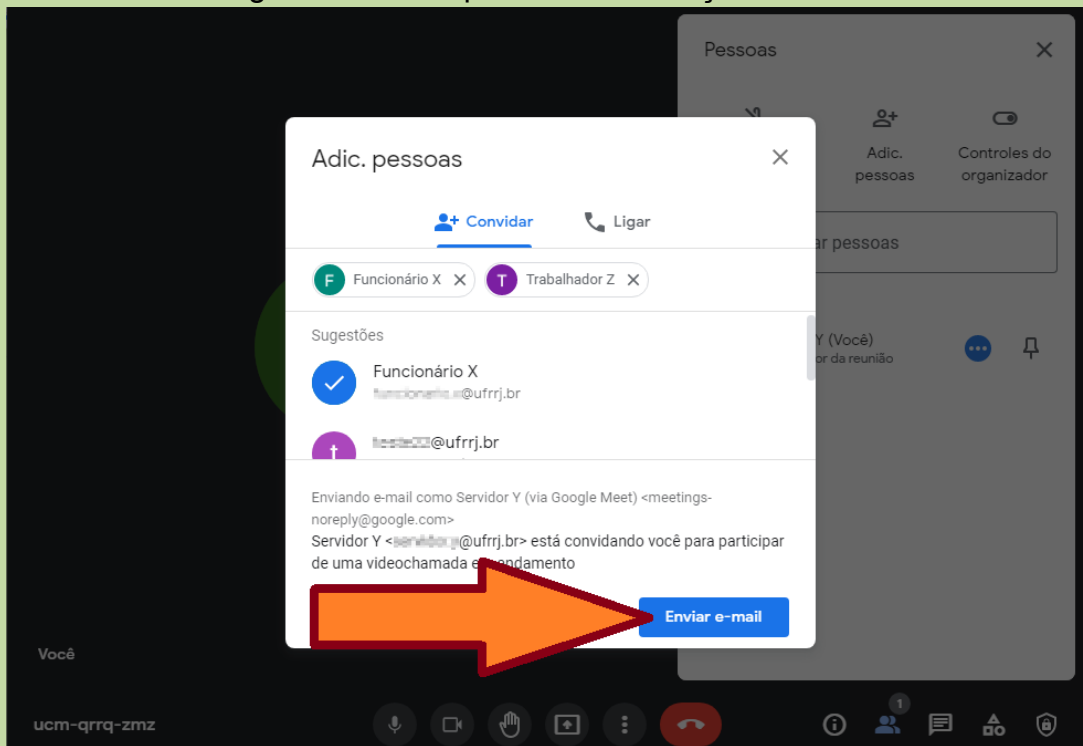 Pessoas
Adic. pessoas
Adic.
pessoas
Controles do
organizador
Convidar
Ligar
ar pessoas
F Funcionário X
T Trabalhador Z
Sugestões
Funcionário X
@ufrrj.br
t
@ufrrj.br
Y (Você)
or da reunião
Enviando e-mail como Servidor Y (via Google Meet) <meetings-
noreply@google.com>
Servidor Y < @ufrrj.br> está convidando você para participar
de uma videochamada
Enviar e-mail
Você
ucm-qrrq-zmz
1